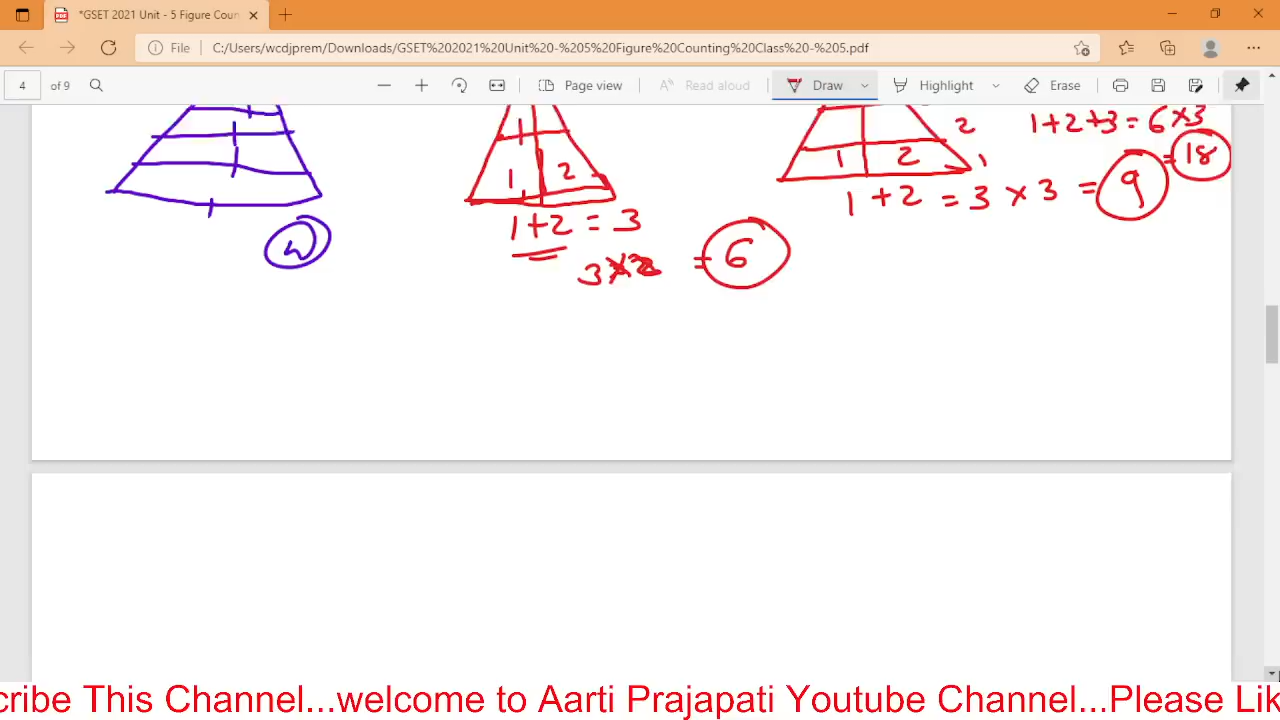 *GSET 2021 Unit - 5 Figure Coun
File C:/Users/wcdjprem/Downloads/GSET%202021%20Unit%20-%205%20Figure%20Counting%20Class%20-%205.pdf
4 of 9 Page view Read aloud Draw Highlight Erase
1+2+3=6×3
=18
2
1
1 2
1+2=3×3=9
1 2
1+2=3
3×2=6
cribe This Channel...welcome to Aarti Prajapati Youtube Channel...Please Lik